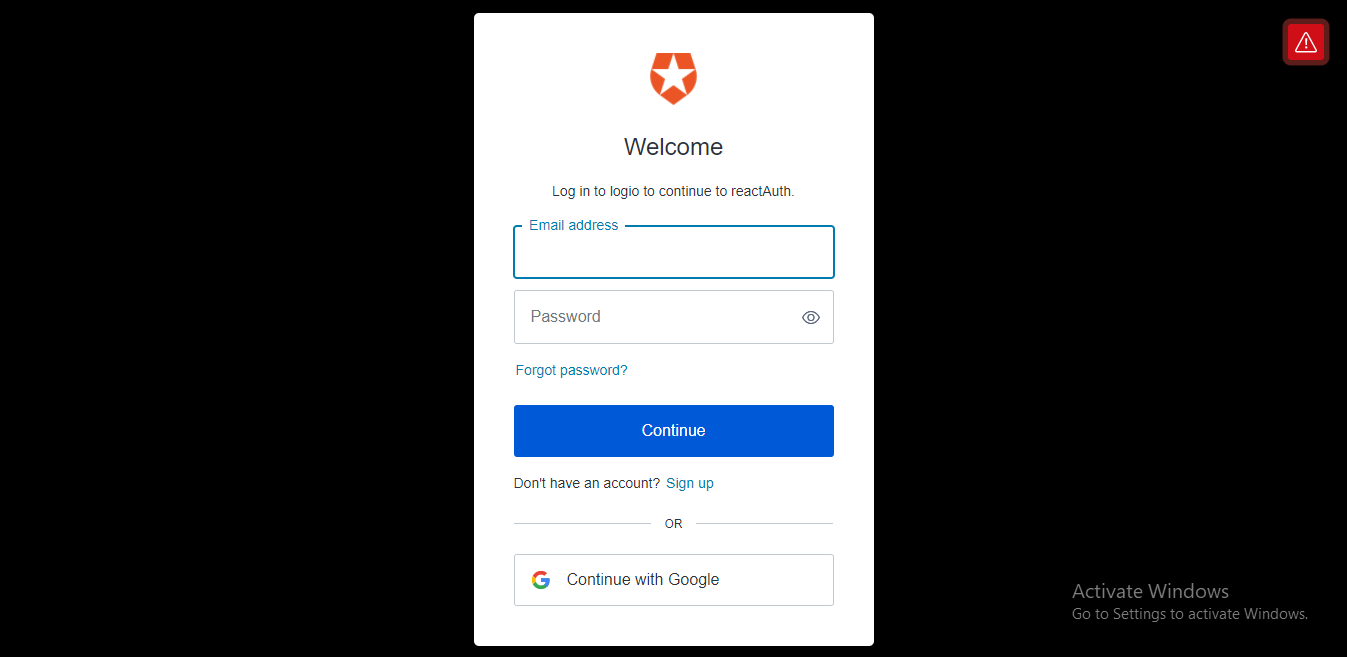 Welcome
Log in to logio to continue to reactAuth.
Email address
Password
Forgot password?
Continue
Don't have an account? Sign up
OR
Continue with Google
Activate Windows
Go to Settings to activate Windows.